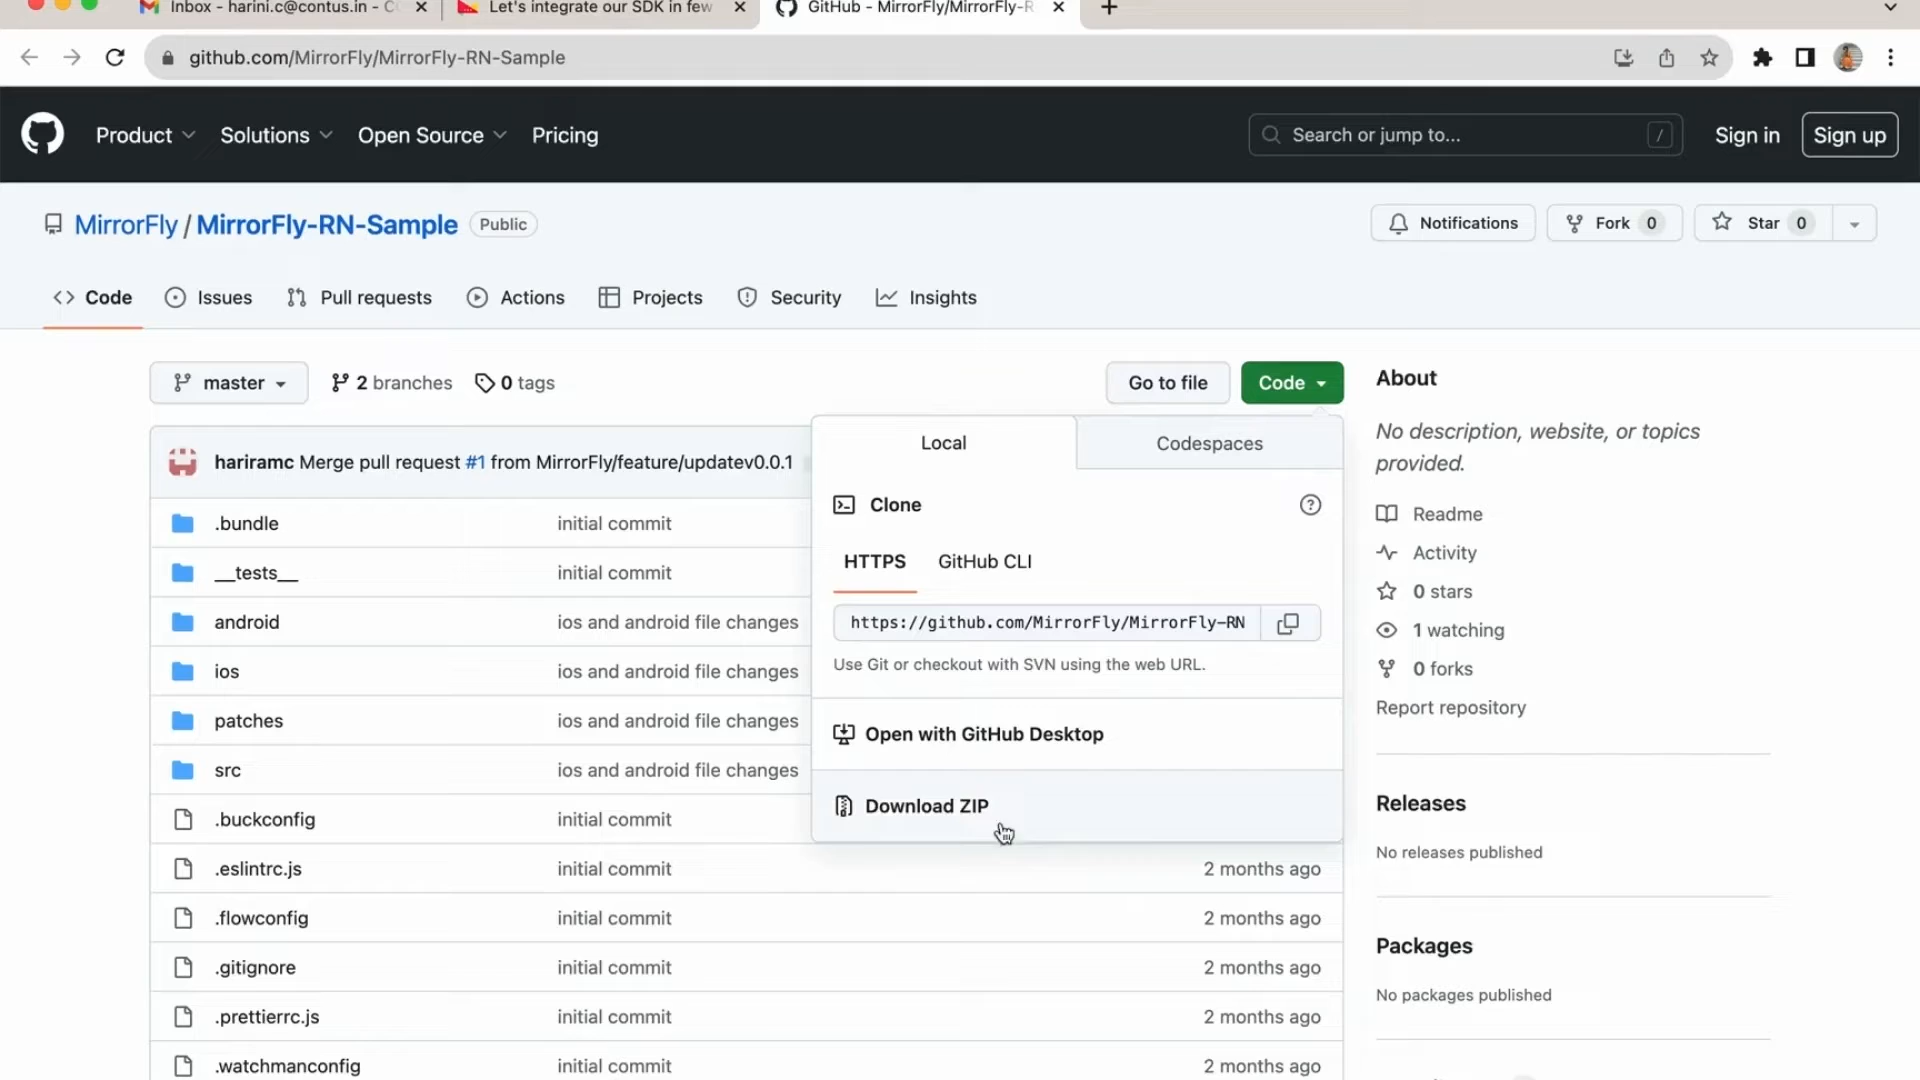 Inbox - harini.c@contus.in - C
Let's integrate our SDK in few
GitHub - MirrorFly/MirrorFly-R
github.com/MirrorFly/MirrorFly-RN-Sample
Product
Solutions
Open Source
Pricing
Search or jump to...
/
Sign in
Sign up
MirrorFly / MirrorFly-RN-Sample
Public
Notifications
Fork 0
Star 0
Code
Issues
Pull requests
Actions
Projects
Security
Insights
master
2 branches
0 tags
Go to file
Code
hariramc Merge pull request #1 from MirrorFly/feature/updatev0.0.1
.bundle initial commit
__tests__ initial commit
android ios and android file changes
ios ios and android file changes
patches ios and android file changes
src ios and android file changes
.buckconfig initial commit
.eslintrc.js initial commit 2 months ago
.flowconfig initial commit 2 months ago
.gitignore initial commit 2 months ago
.prettierrc.js initial commit 2 months ago
.watchmanconfig initial commit 2 months ago
Local
Codespaces
Clone
HTTPS
GitHub CLI
https://github.com/MirrorFly/MirrorFly-RN
Use Git or checkout with SVN using the web URL.
Open with GitHub Desktop
Download ZIP
About
No description, website, or topics
provided.
Readme
Activity
0 stars
1 watching
0 forks
Report repository
Releases
No releases published
Packages
No packages published